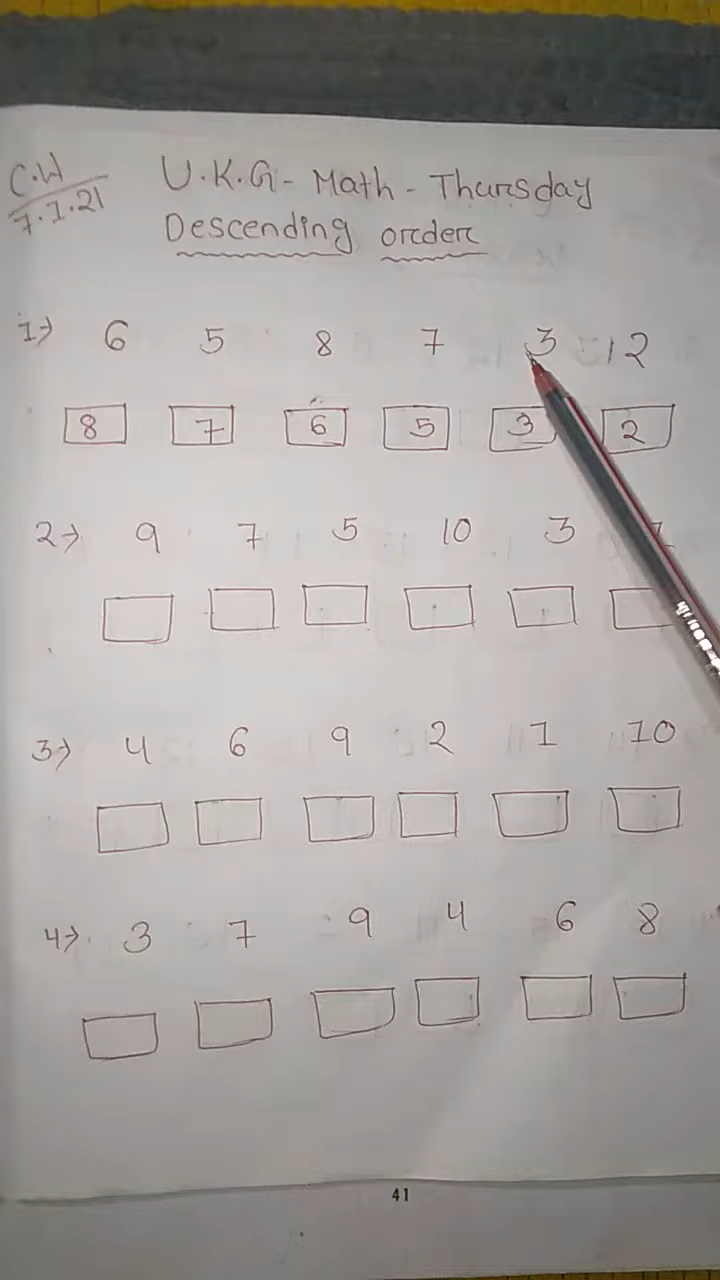 C.W
7.1.21
U.K.G - Math - Thursday
Descending order
1→ 6 5 8 7 3 2
8 7 6 5 3 2
2→ 9 7 5 10 3
3→ 4 6 9 2 1 10
4→ 3 7 9 4 6 8
41